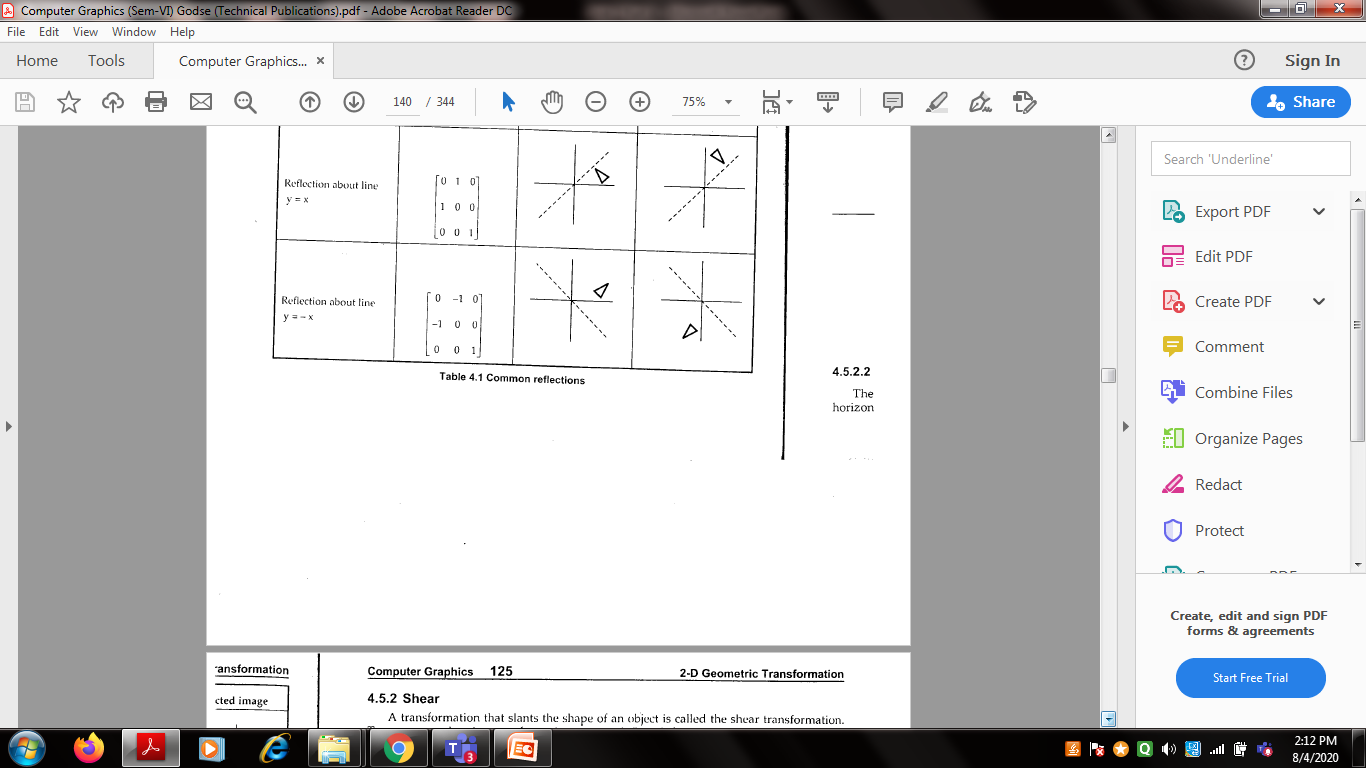 Computer Graphics (Sem-VI) Godse (Technical Publications).pdf - Adobe Acrobat Reader DC
File Edit View Window Help
Home Tools Computer Graphics... × Sign In
140 / 344 75% Share
Reflection about line
y = x
0 1 0
1 0 0
0 0 1
Reflection about line
y = – x
0 –1 0
–1 0 0
0 0 1
Table 4.1 Common reflections
4.5.2.2
The
horizon
ansformation
cted image
Computer Graphics 125 2-D Geometric Transformation
4.5.2 Shear
A transformation that slants the shape of an object is called the shear transformation.
Search 'Underline'
Export PDF
Edit PDF
Create PDF
Comment
Combine Files
Organize Pages
Redact
Protect
Create, edit and sign PDF
forms & agreements
Start Free Trial
3
2:12 PM
8/4/2020